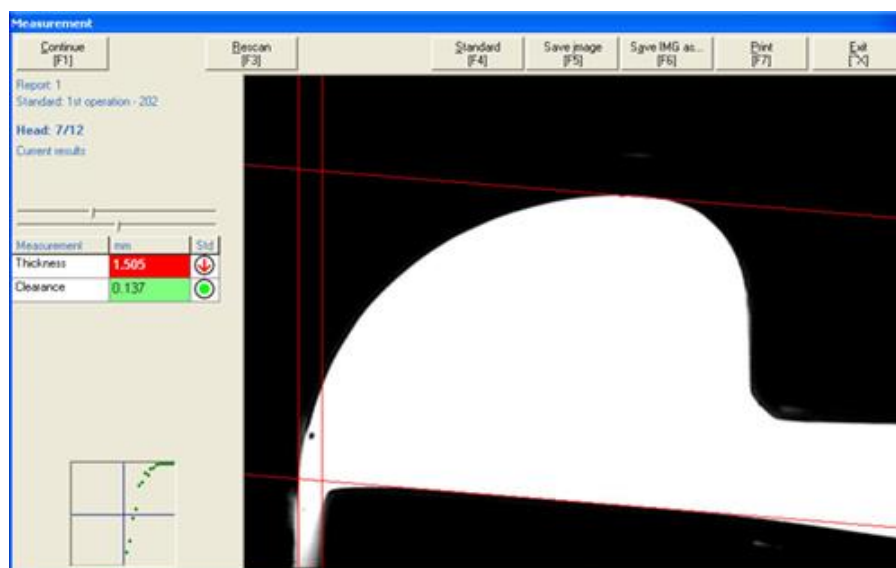 Measurement
Continue
[F1]
Rescan
[F3]
Standard
[F4]
Save image
[F5]
Save IMG as...
[F6]
Print
[F7]
Exit
[^X]
Report: 1
Standard: 1st operation - 202
Head: 7/12
Current results
Measurement mm Std
Thickness 1.505
Clearance 0.137